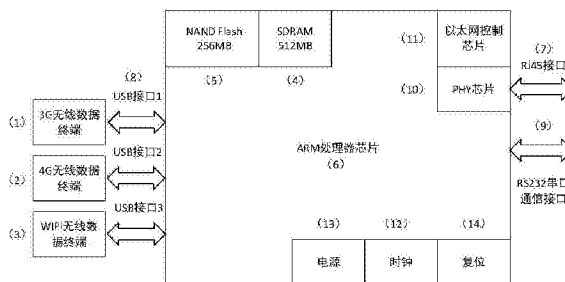 NAND Flash
256MB
SDRAM
512MB
(11)
以太网控制
芯片
(7)
RJ45接口
(8)
(5)
(4)
(10)
PHY芯片
USB接口1
(1)
3G无线数据
终端
(9)
ARM处理器芯片
(6)
USB接口2
(2)
4G无线数据
终端
RS232串口
通信接口
USB接口3
(3)
WIFI无线数
据终端
(13)
(12)
(14)
电源
时钟
复位